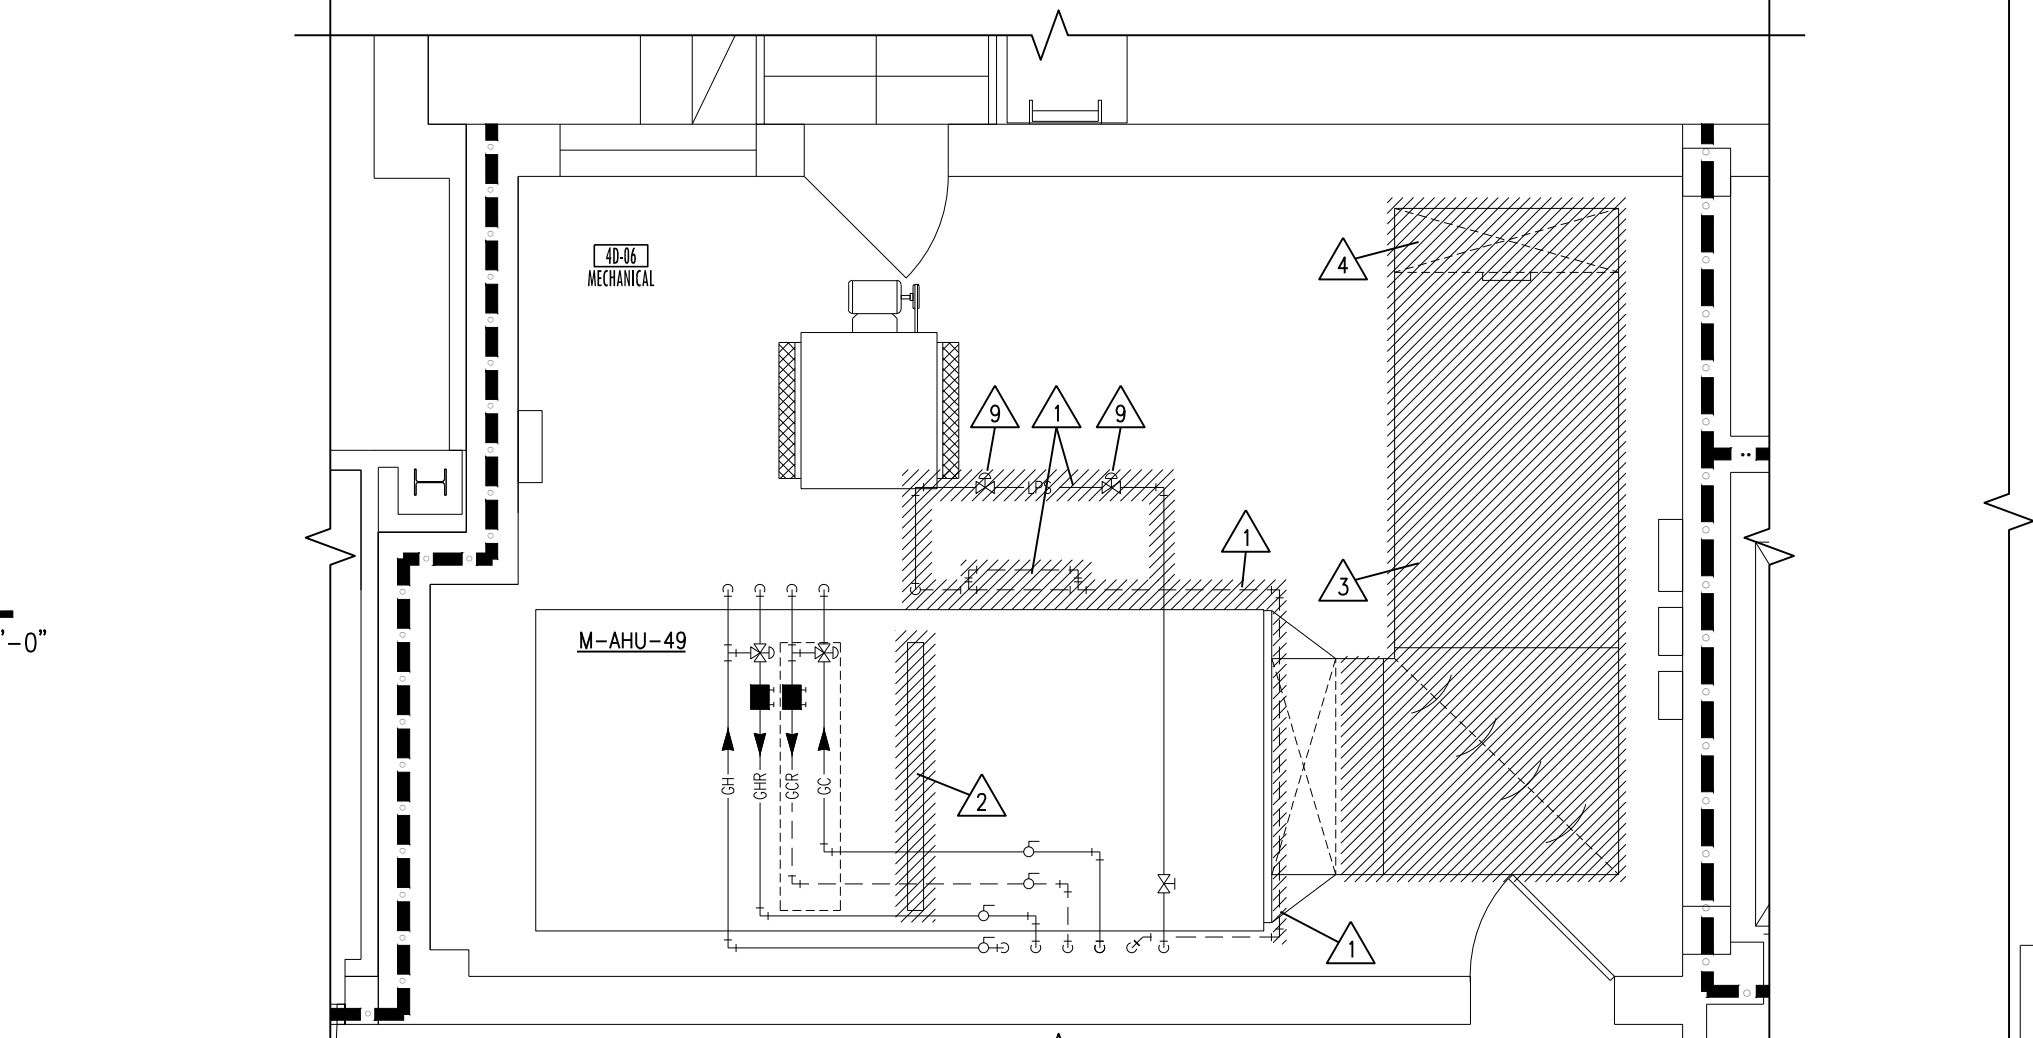 4D-06
MECHANICAL
4
9
1
9
LPS
1
3
'-0"
M-AHU-49
GH
GHR
GCR
GC
2
1